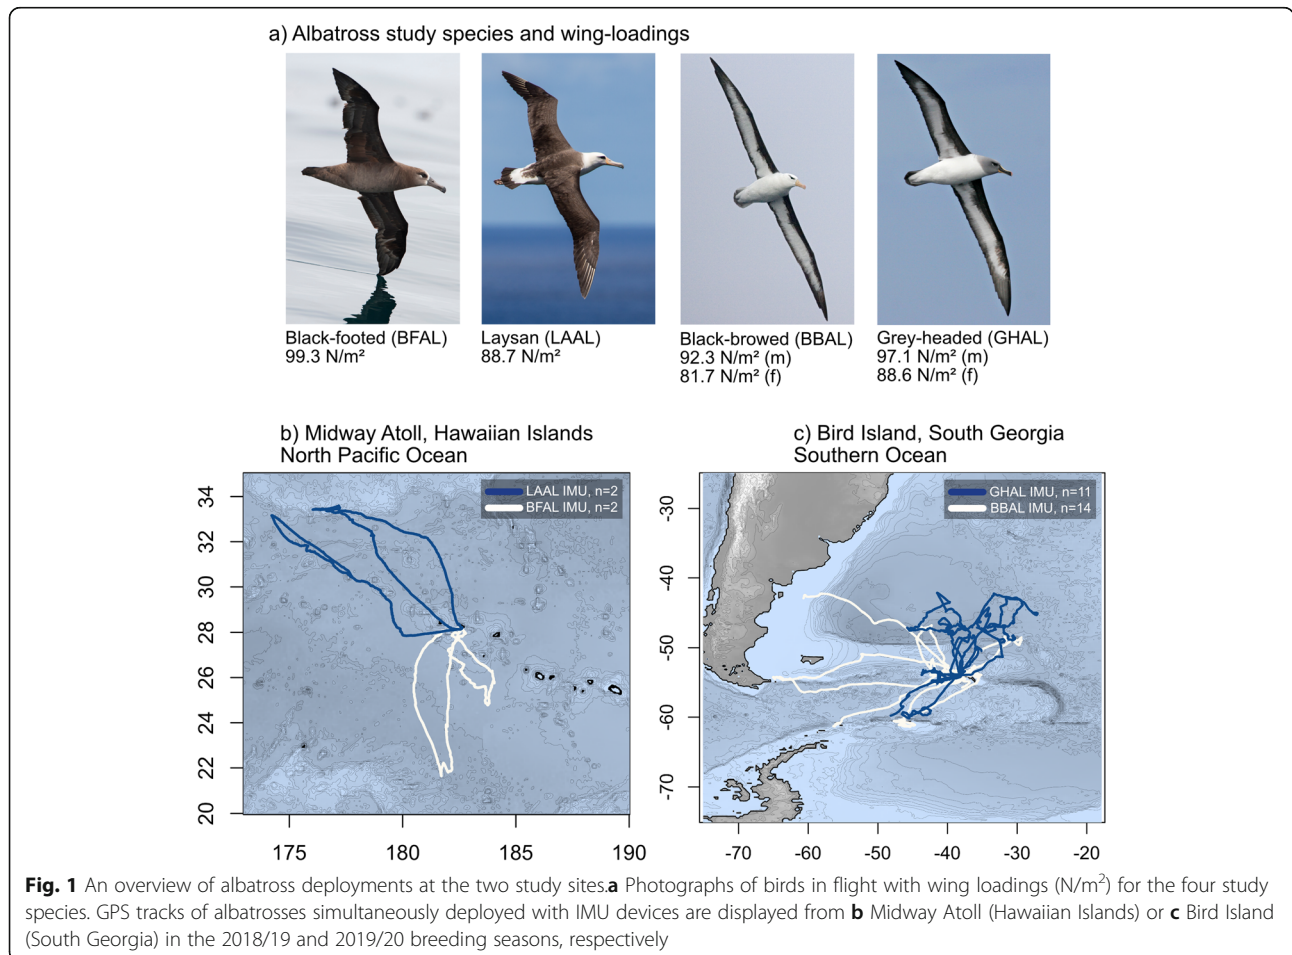 a) Albatross study species and wing-loadings
Black-footed (BFAL)
99.3 N/m²
Laysan (LAAL)
88.7 N/m²
Black-browed (BBAL)
92.3 N/m² (m)
81.7 N/m² (f)
Grey-headed (GHAL)
97.1 N/m² (m)
88.6 N/m² (f)
b) Midway Atoll, Hawaiian Islands
North Pacific Ocean
LAAL IMU, n=2
BFAL IMU, n=2
34
32
30
28
26
24
22
20
175
180
185
190
c) Bird Island, South Georgia
Southern Ocean
GHAL IMU, n=11
BBAL IMU, n=14
-30
-40
-50
-60
-70
-70
-60
-50
-40
-30
-20
Fig. 1 An overview of albatross deployments at the two study sites.a Photographs of birds in flight with wing loadings (N/m²) for the four study
species. GPS tracks of albatrosses simultaneously deployed with IMU devices are displayed from b Midway Atoll (Hawaiian Islands) or c Bird Island
(South Georgia) in the 2018/19 and 2019/20 breeding seasons, respectively